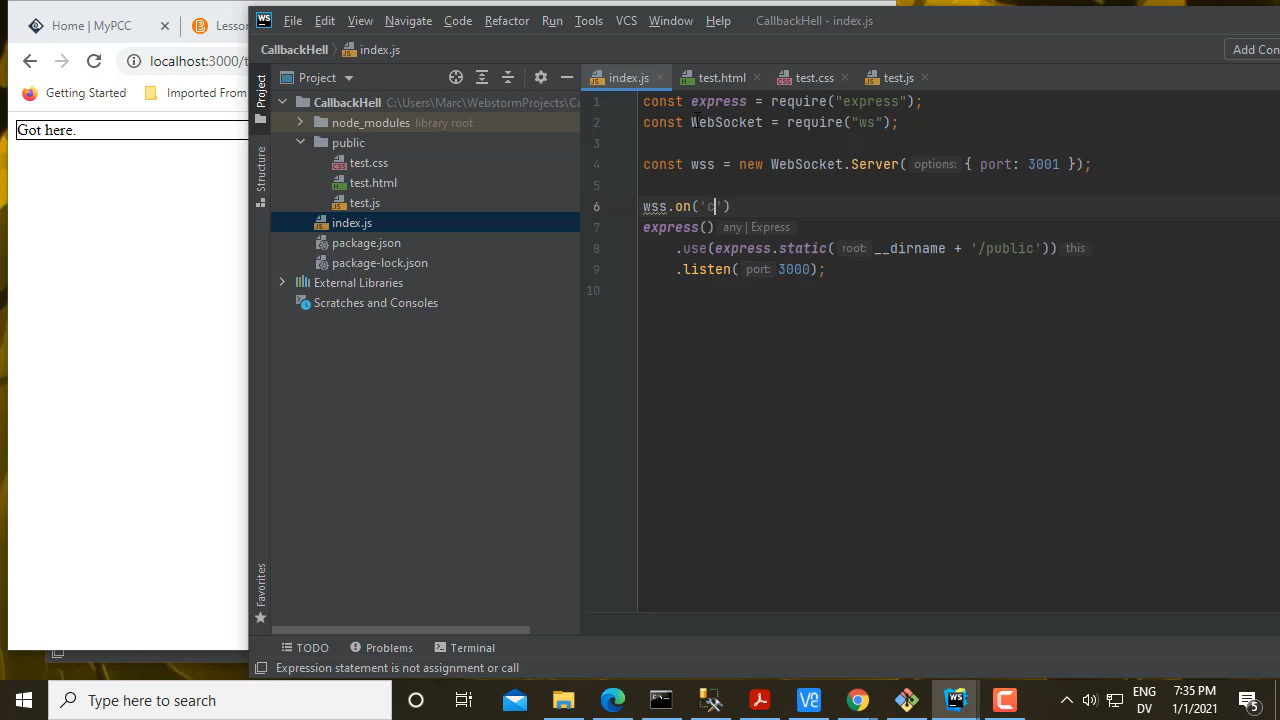 Home | MyPCC
Lesson
localhost:3000/t
Getting Started
Imported From
Got here.
WS
File Edit View Navigate Code Refactor Run Tools VCS Window Help CallbackHell - index.js
CallbackHell index.js
Add Con
Project
Structure
Favorites
Project
CallbackHell C:\Users\Marc\WebstormProjects\Ca
node_modules library root
public
test.css
test.html
test.js
index.js
package.json
package-lock.json
External Libraries
Scratches and Consoles
index.js test.html test.css test.js
1 const express = require("express");
2 const WebSocket = require("ws");
3
4 const wss = new WebSocket.Server( options: { port: 3001 });
5
6 wss.on('c')
7 express() any | Express
8 .use(express.static( root: __dirname + '/public')) this
9 .listen( port: 3000);
10
TODO Problems Terminal
Expression statement is not assignment or call
Type here to search
ENG
DV
7:35 PM
1/1/2021
5